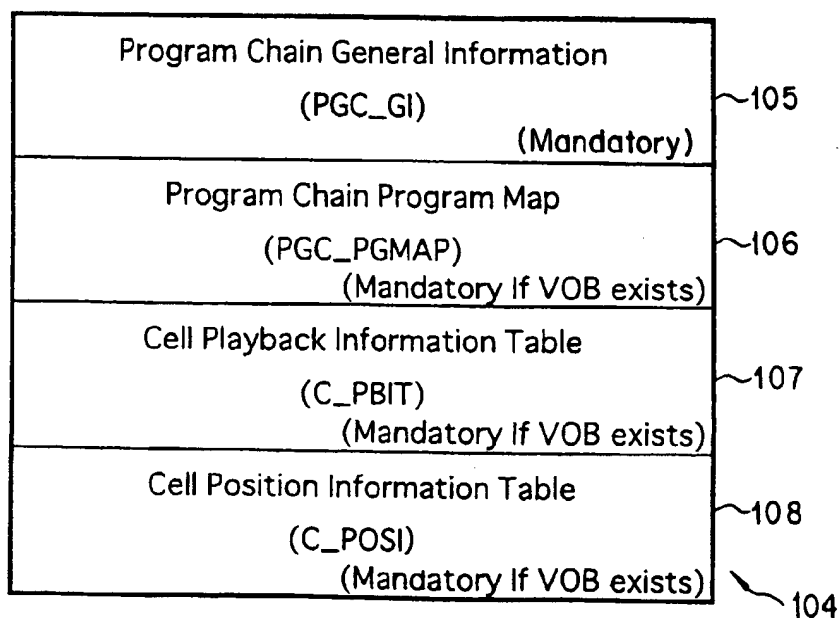 Program Chain General Information
(PGC_GI)
(Mandatory)
105
Program Chain Program Map
(PGC_PGMAP)
(Mandatory If VOB exists)
106
Cell Playback Information Table
(C_PBIT)
(Mandatory If VOB exists)
107
Cell Position Information Table
(C_POSI)
(Mandatory If VOB exists)
108
104